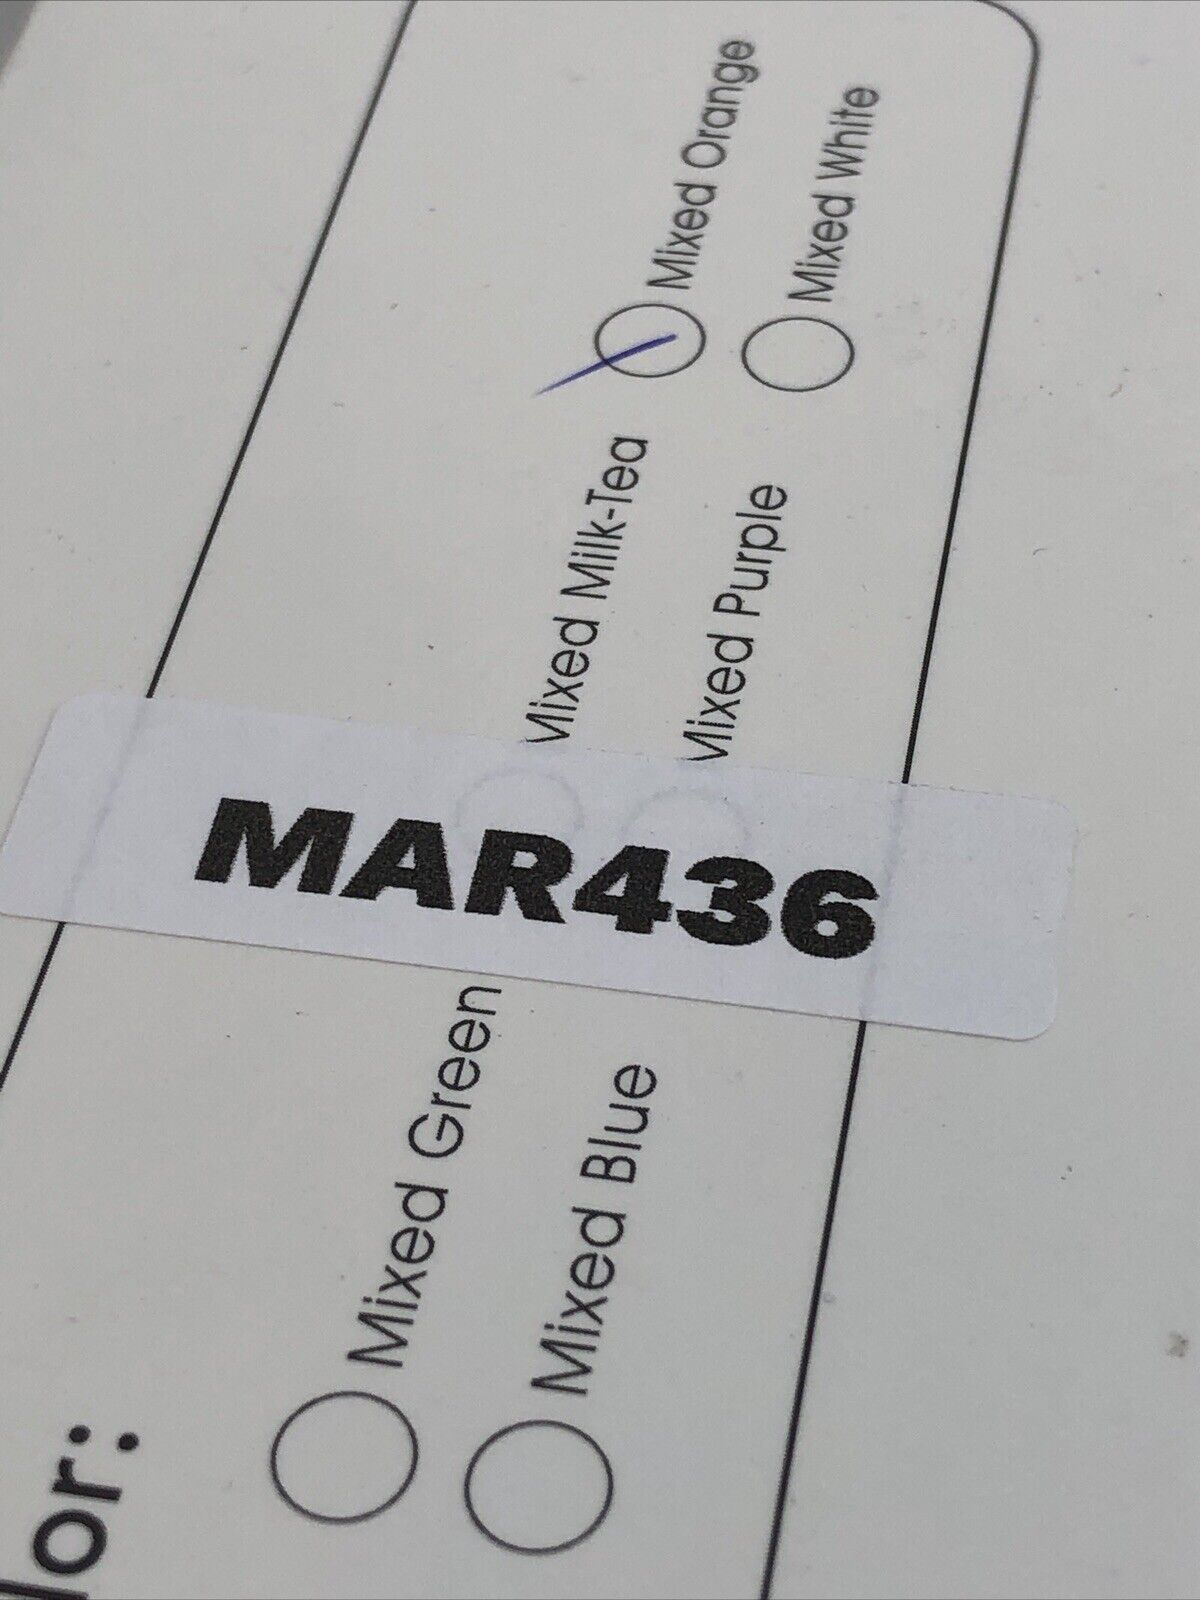 lor:
Mixed Green
Mixed Milk-Tea
Mixed Orange
Mixed Blue
Mixed Purple
Mixed White
MAR436